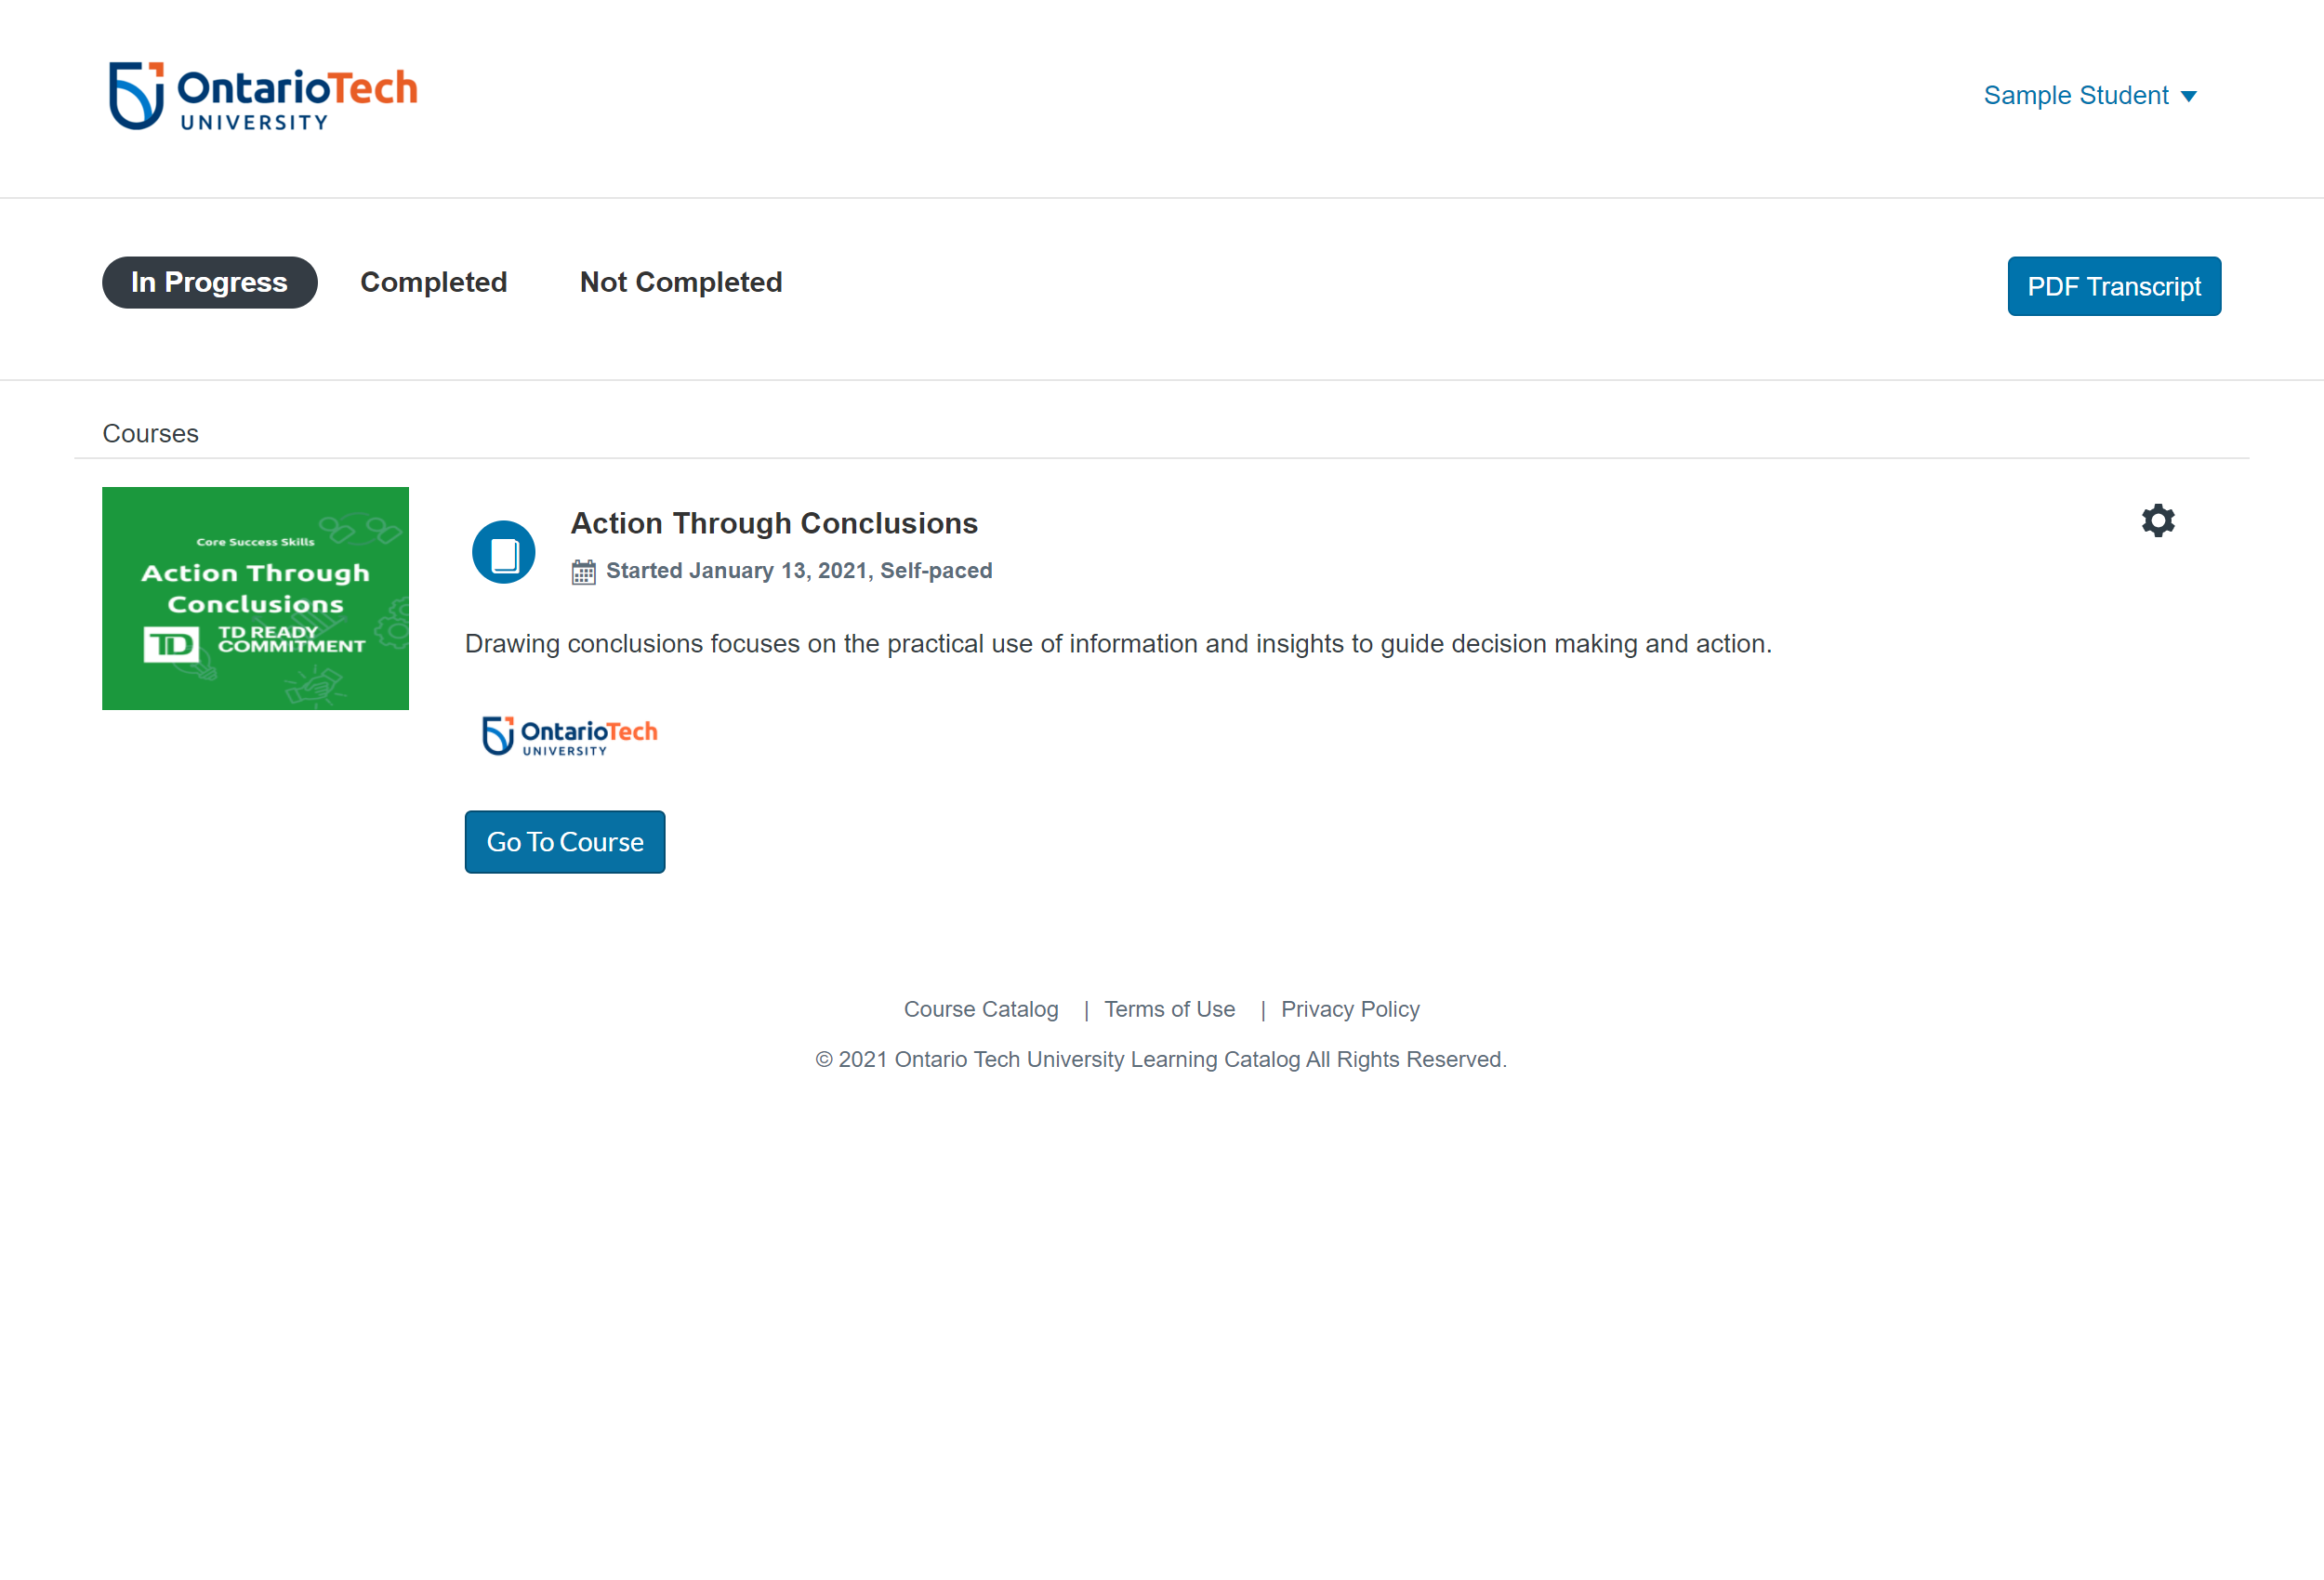 OntarioTech
UNIVERSITY
Sample Student
In Progress
Completed
Not Completed
PDF Transcript
Courses
Core Success Skills
Action Through
Conclusions
TD
TD READY
COMMITMENT
Action Through Conclusions
Started January 13, 2021, Self-paced
Drawing conclusions focuses on the practical use of information and insights to guide decision making and action.
OntarioTech
UNIVERSITY
Go To Course
Course Catalog | Terms of Use | Privacy Policy
© 2021 Ontario Tech University Learning Catalog All Rights Reserved.